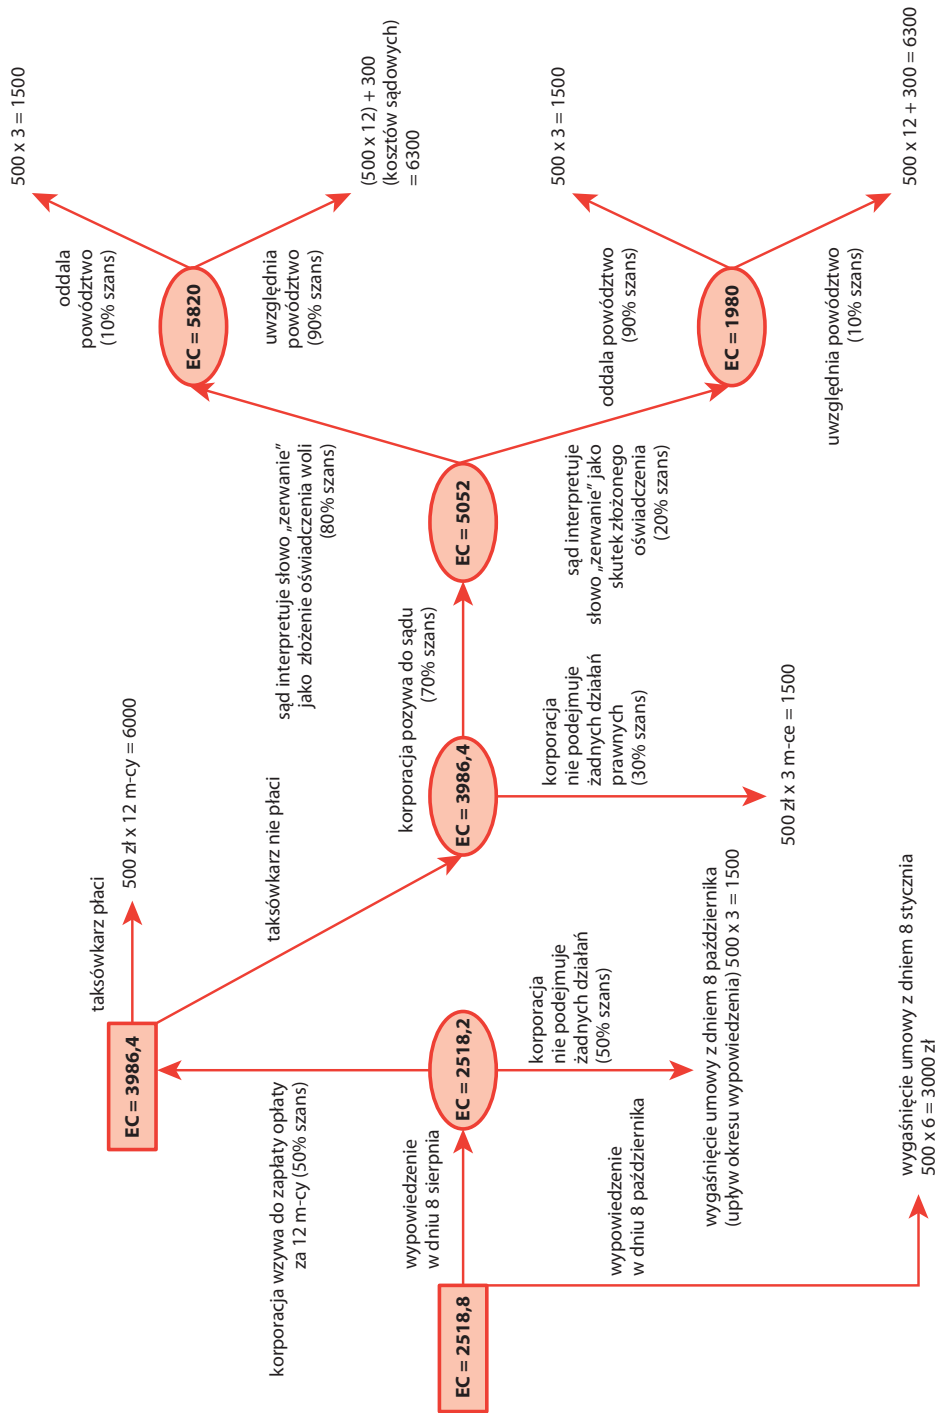 EC = 2518,8
wypowiedzenie
w dniu 8 sierpnia
wypowiedzenie
w dniu 8 października
wygaśnięcie umowy z dniem 8 stycznia
500 x 6 = 3000 zł
EC = 2518,2
korporacja wzywa do zapłaty opłaty
za 12 m-cy (50% szans)
korporacja
nie podejmuje
żadnych działań
(50% szans)
wygaśnięcie umowy z dniem 8 października
(upływ okresu wypowiedzenia) 500 x 3 = 1500
EC = 3986,4
taksówkarz płaci
500 zł x 12 m-cy = 6000
taksówkarz nie płaci
EC = 3986,4
korporacja pozywa do sądu
(70% szans)
korporacja
nie podejmuje
żadnych działań
prawnych
(30% szans)
500 zł x 3 m-ce = 1500
EC = 5052
sąd interpretuje słowo „zerwanie”
jako złożenie oświadczenia woli
(80% szans)
sąd interpretuje
słowo „zerwanie” jako
skutek złożonego
oświadczenia
(20% szans)
EC = 5820
oddala
powództwo
(10% szans)
500 x 3 = 1500
uwzględnia
powództwo
(90% szans)
(500 x 12) + 300
(kosztów sądowych)
= 6300
EC = 1980
oddala powództwo
(90% szans)
500 x 3 = 1500
uwzględnia powództwo
(10% szans)
500 x 12 + 300 = 6300